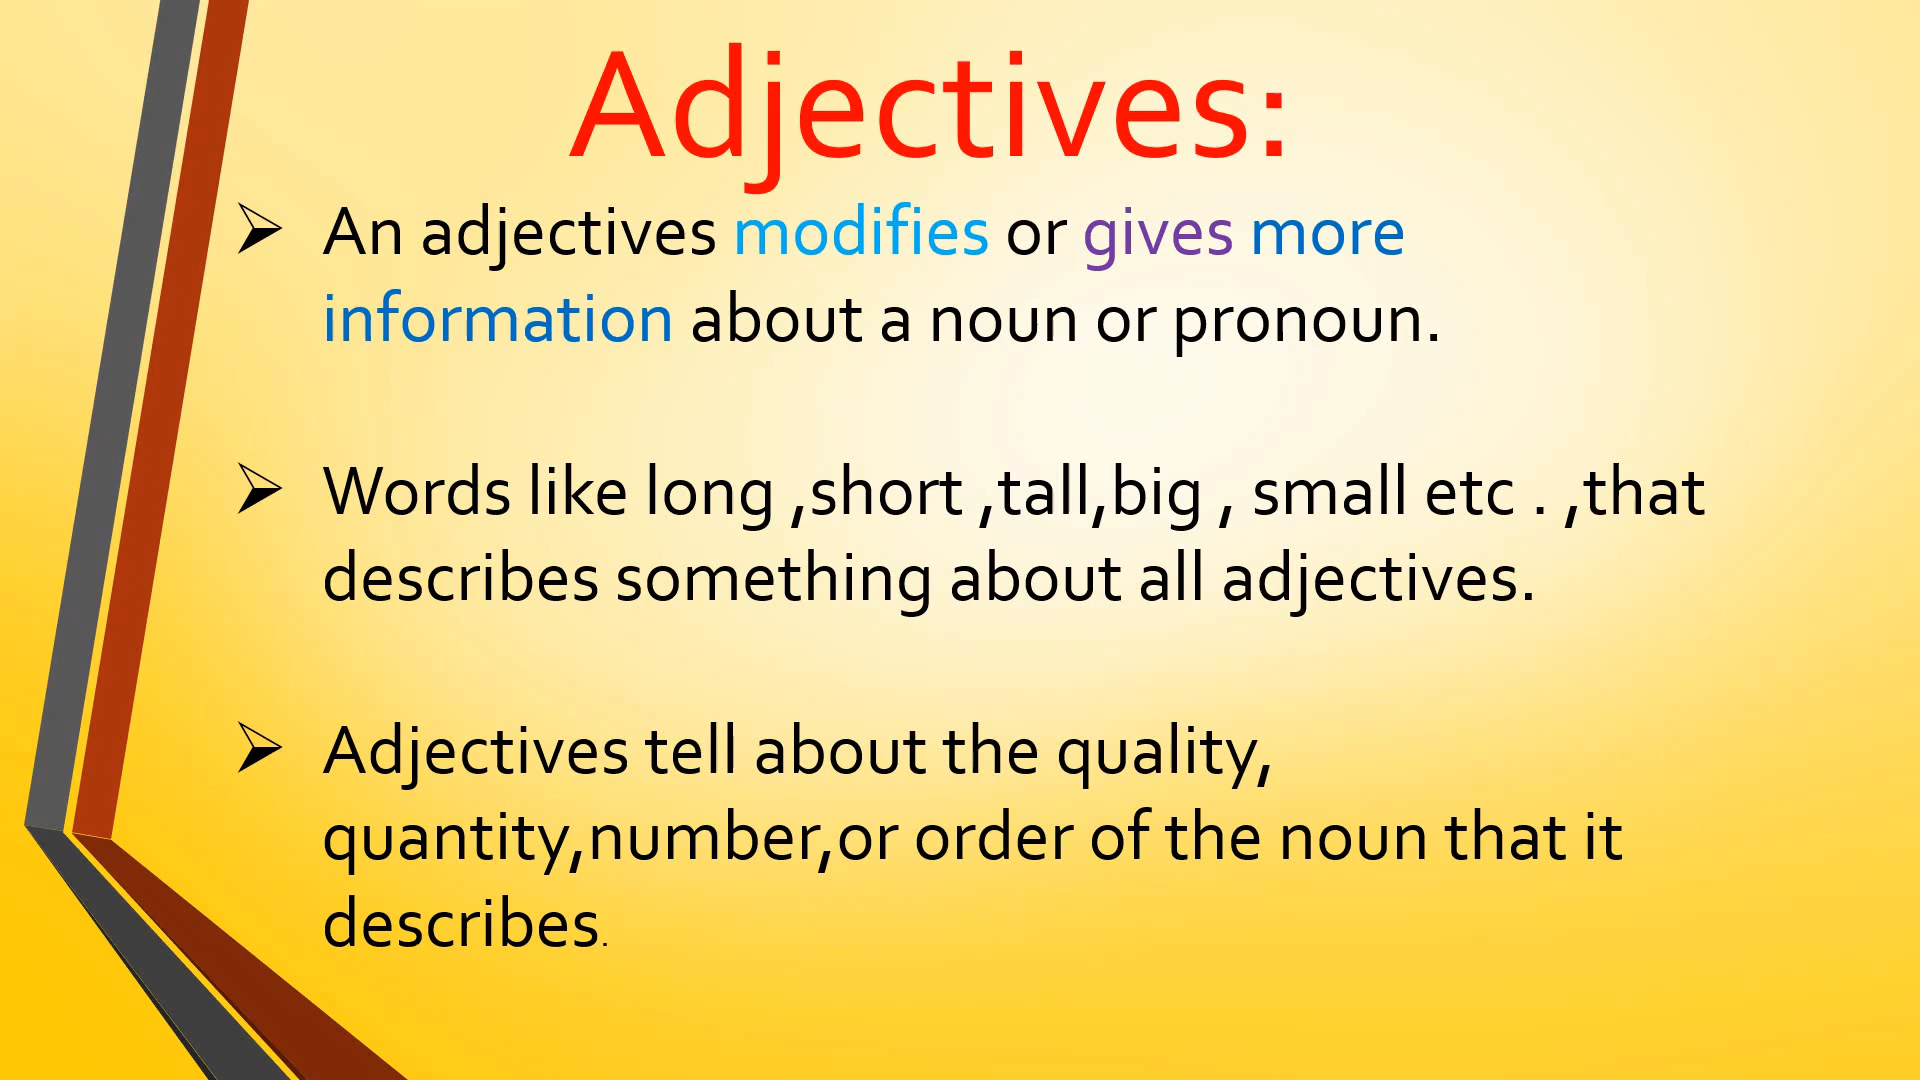 Adjectives:
An adjectives modifies or gives more
information about a noun or pronoun.
Words like long ,short ,tall,big , small etc . ,that
describes something about all adjectives.
Adjectives tell about the quality,
quantity,number,or order of the noun that it
describes.